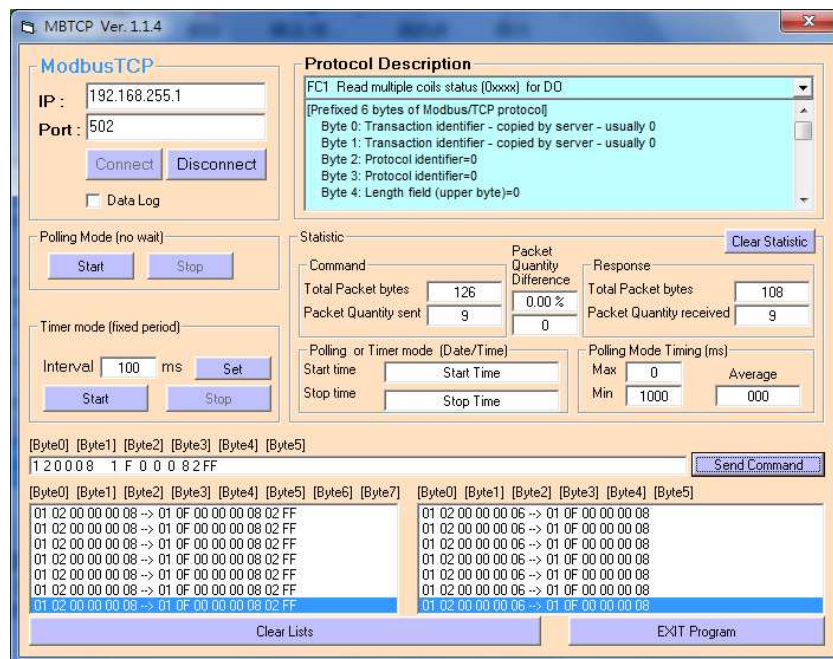 MBTCP Ver. 1.1.4
ModbusTCP
IP : 192.168.255.1
Port : 502
Connect Disconnect
Data Log
Protocol Description
FC1 Read multiple coils status (0xxxx) for DO
[Prefixed 6 bytes of Modbus/TCP protocol]
Byte 0: Transaction identifier - copied by server - usually 0
Byte 1: Transaction identifier - copied by server - usually 0
Byte 2: Protocol identifier=0
Byte 3: Protocol identifier=0
Byte 4: Length field (upper byte)=0
Polling Mode (no wait)
Start Stop
Timer mode (fixed period)
Interval 100 ms Set
Start Stop
Statistic
Clear Statistic
Command
Total Packet bytes 126
Packet Quantity sent 9
Packet
Quantity
Difference
0.00 %
0
Response
Total Packet bytes 108
Packet Quantity received 9
Polling or Timer mode (Date/Time)
Start time Start Time
Stop time Stop Time
Polling Mode Timing (ms)
Max 0
Min 1000
Average
000
[Byte0] [Byte1] [Byte2] [Byte3] [Byte4] [Byte5]
1 2 0 0 0 8 1 F 0 0 0 8 2 FF
Send Command
[Byte0] [Byte1] [Byte2] [Byte3] [Byte4] [Byte5] [Byte6] [Byte7]
01 02 00 00 00 08 --> 01 0F 00 00 00 08 02 FF
01 02 00 00 00 08 --> 01 0F 00 00 00 08 02 FF
01 02 00 00 00 08 --> 01 0F 00 00 00 08 02 FF
01 02 00 00 00 08 --> 01 0F 00 00 00 08 02 FF
01 02 00 00 00 08 --> 01 0F 00 00 00 08 02 FF
01 02 00 00 00 08 --> 01 0F 00 00 00 08 02 FF
01 02 00 00 00 08 --> 01 0F 00 00 00 08 02 FF
[Byte0] [Byte1] [Byte2] [Byte3] [Byte4] [Byte5]
01 02 00 00 00 06 --> 01 0F 00 00 00 08
01 02 00 00 00 06 --> 01 0F 00 00 00 08
01 02 00 00 00 06 --> 01 0F 00 00 00 08
01 02 00 00 00 06 --> 01 0F 00 00 00 08
01 02 00 00 00 06 --> 01 0F 00 00 00 08
01 02 00 00 00 06 --> 01 0F 00 00 00 08
01 02 00 00 00 06 --> 01 0F 00 00 00 08
Clear Lists
EXIT Program